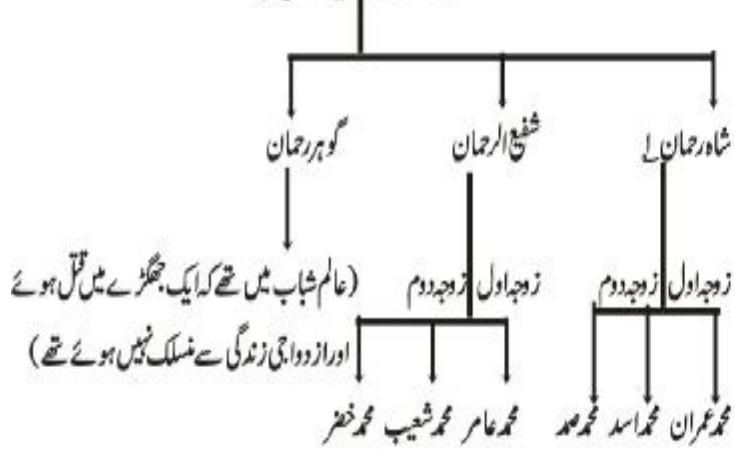 شاہ رحمان شفیع الرحمان گوہر رحمان
زوجہ اول زوجہ دوم زوجہ اول زوجہ دوم (عالم شباب میں تھے کہ ایک جھگڑے میں قتل ہوئے
اور ازدواجی زندگی سے منسلک نہیں ہوئے تھے)
محمد عمران محمد اسد محمد صمد محمد عامر محمد شعیب محمد خضر